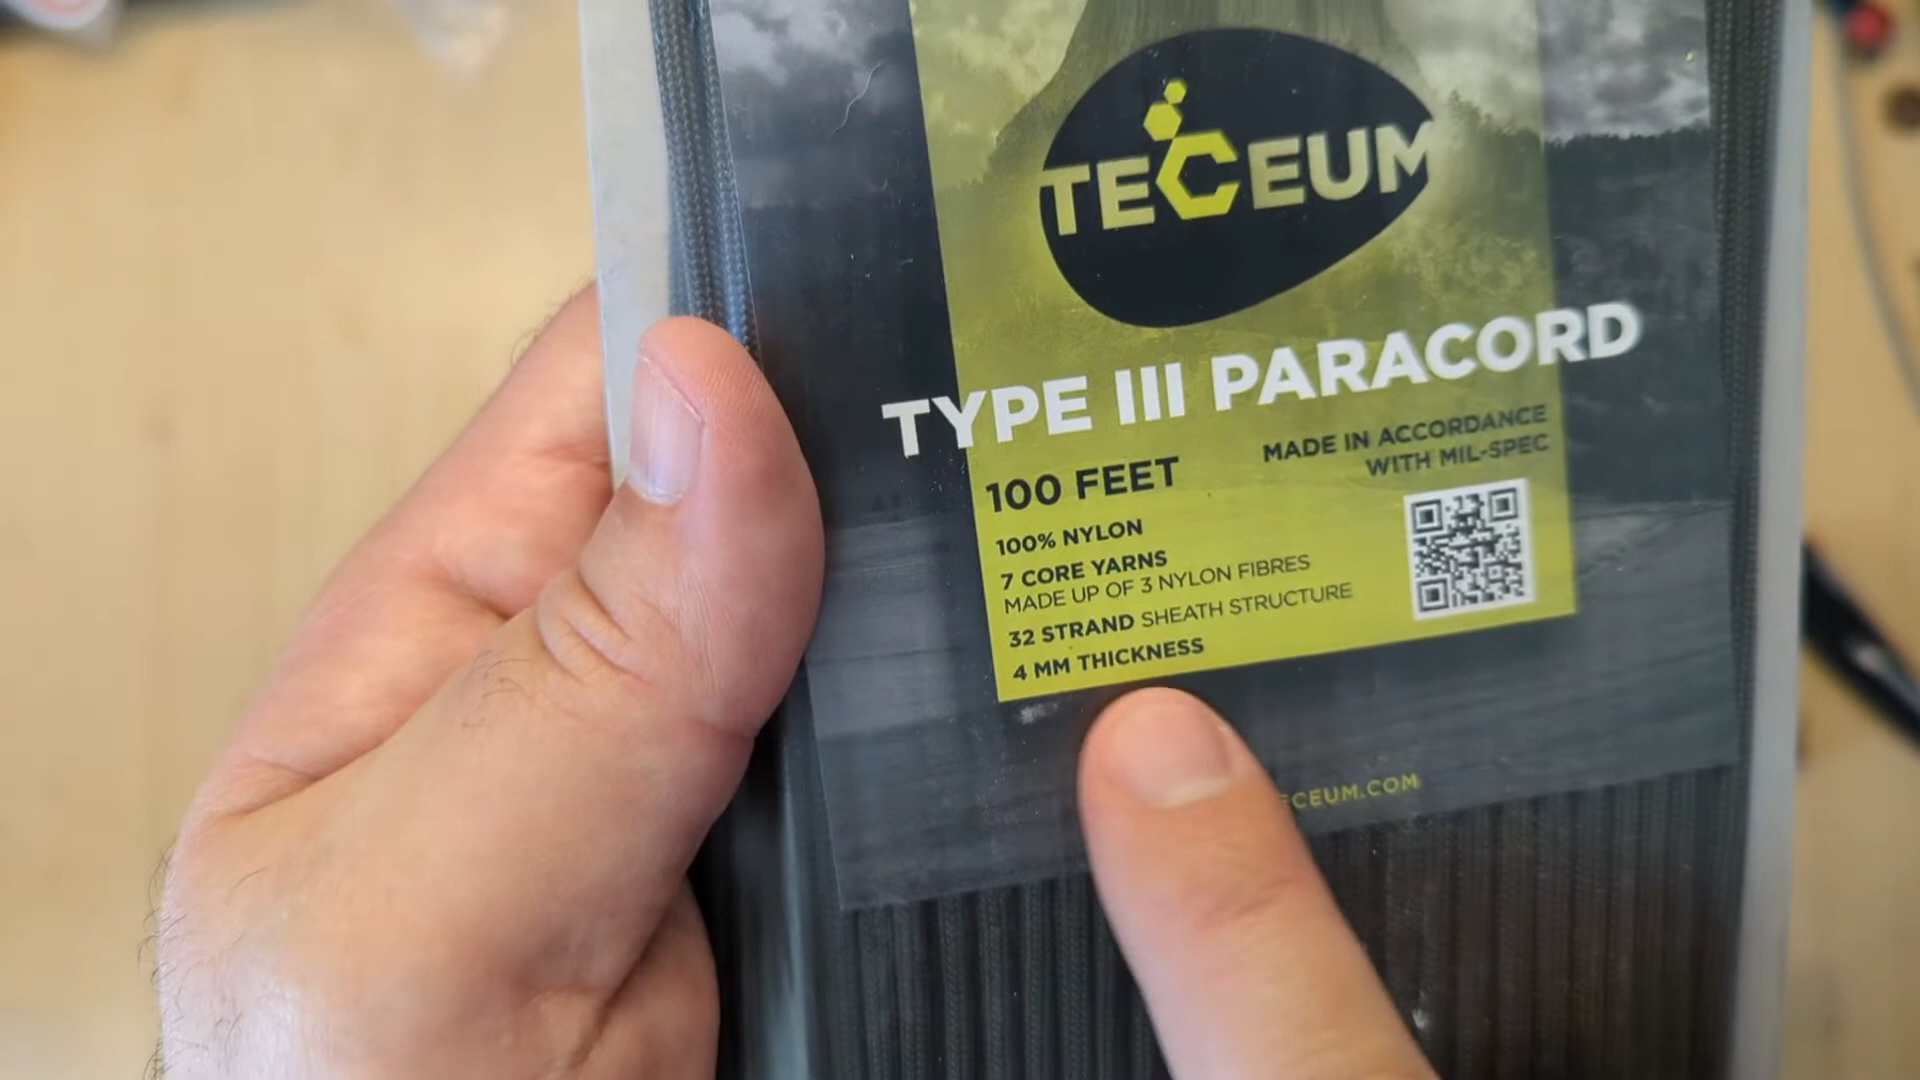 TECEUM
TYPE III PARACORD
100 FEET
MADE IN ACCORDANCE
WITH MIL-SPEC
100% NYLON
7 CORE YARNS
MADE UP OF 3 NYLON FIBRES
32 STRAND SHEATH STRUCTURE
4 MM THICKNESS
ECEUM.COM